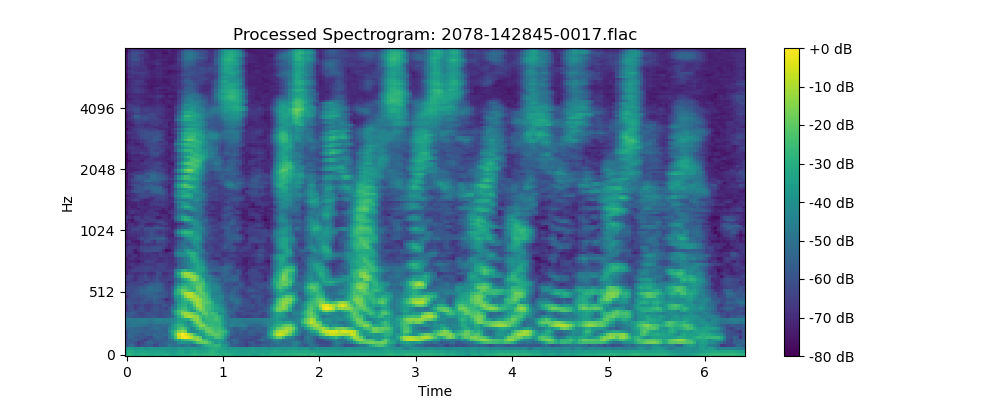 Processed Spectrogram: 2078-142845-0017.flac
Hz
4096
2048
1024
512
0
0 1 2 3 4 5 6
Time
+0 dB
-10 dB
-20 dB
-30 dB
-40 dB
-50 dB
-60 dB
-70 dB
-80 dB